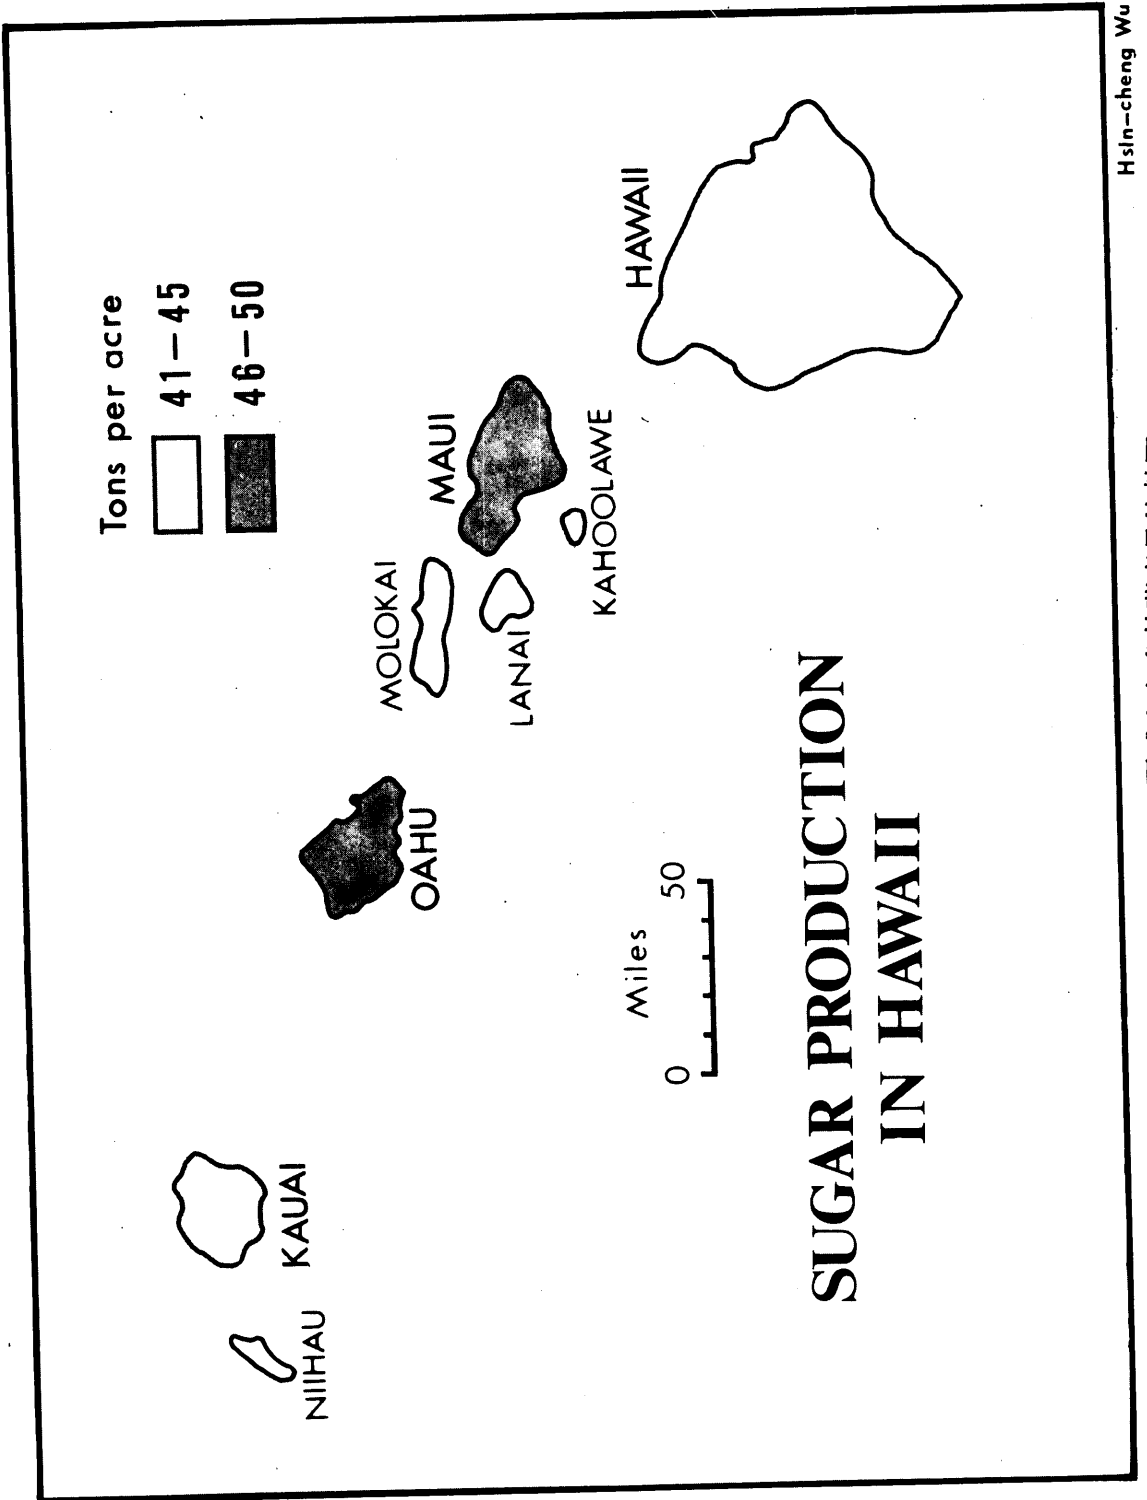 Tons per acre
41–45
46–50
NIIHAU
KAUAI
OAHU
MOLOKAI
LANAI
MAUI
KAHOOLAWE
HAWAII
Miles
0 50
SUGAR PRODUCTION
IN HAWAII
Hsin–cheng Wu